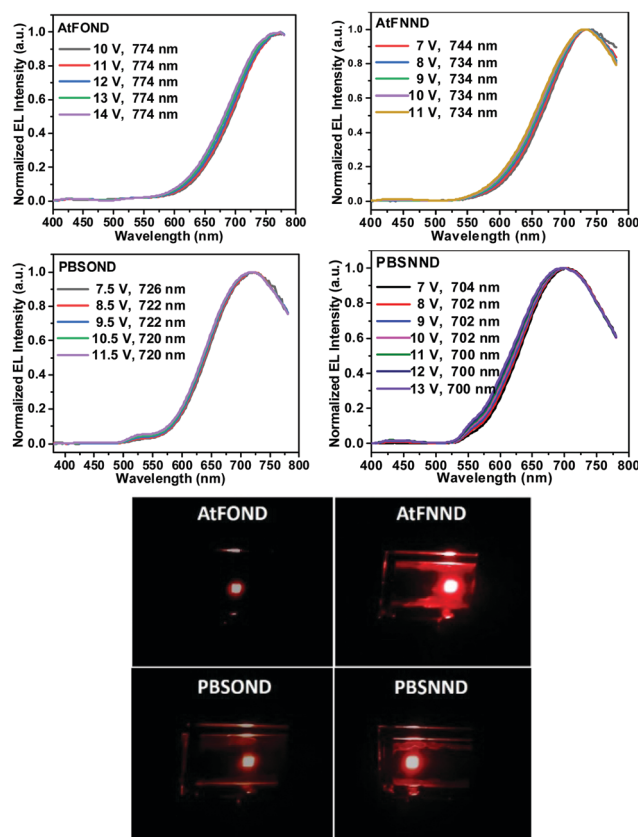 AtFOND
10 V, 774 nm
11 V, 774 nm
12 V, 774 nm
13 V, 774 nm
14 V, 774 nm
Normalized EL Intensity (a.u.)
1.0
0.8
0.6
0.4
0.2
0.0
400 450 500 550 600 650 700 750 800
Wavelength (nm)
AtFNND
7 V, 744 nm
8 V, 734 nm
9 V, 734 nm
10 V, 734 nm
11 V, 734 nm
Normalized EL Intensity (a.u.)
1.0
0.8
0.6
0.4
0.2
0.0
400 450 500 550 600 650 700 750 800
Wavelength (nm)
PBSOND
7.5 V, 726 nm
8.5 V, 722 nm
9.5 V, 722 nm
10.5 V, 720 nm
11.5 V, 720 nm
Normalized EL Intensity (a.u.)
1.0
0.8
0.6
0.4
0.2
0.0
400 450 500 550 600 650 700 750 800
Wavelength (nm)
PBSNND
7 V, 704 nm
8 V, 702 nm
9 V, 702 nm
10 V, 702 nm
11 V, 700 nm
12 V, 700 nm
13 V, 700 nm
Normalized EL Intensity (a.u.)
1.0
0.8
0.6
0.4
0.2
0.0
400 450 500 550 600 650 700 750 800
Wavelength (nm)
AtFOND
AtFNND
PBSOND
PBSNND